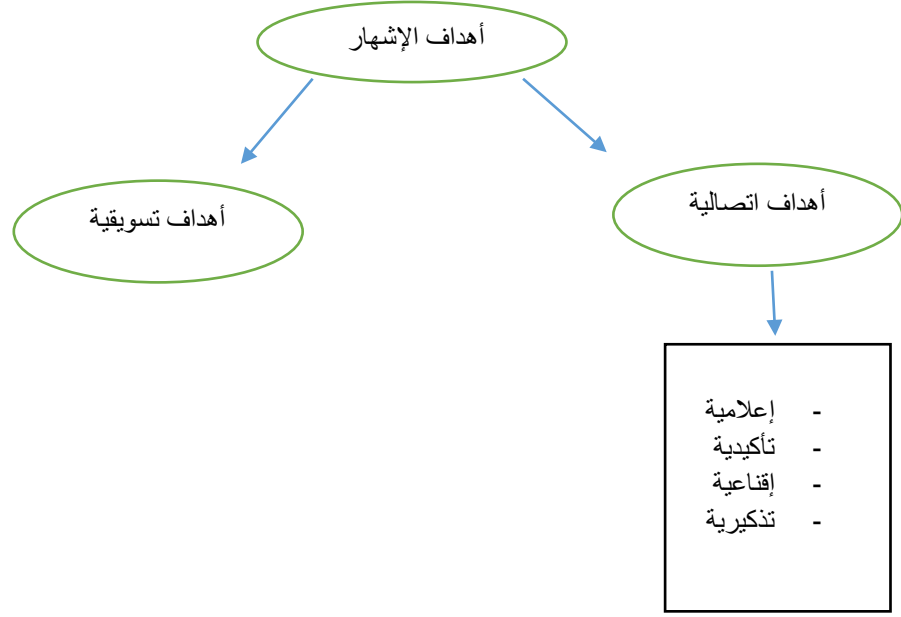 أهداف الإشهار
أهداف اتصالية
أهداف تسويقية
- إعلامية
- تأكيدية
- إقناعية
- تذكيرية